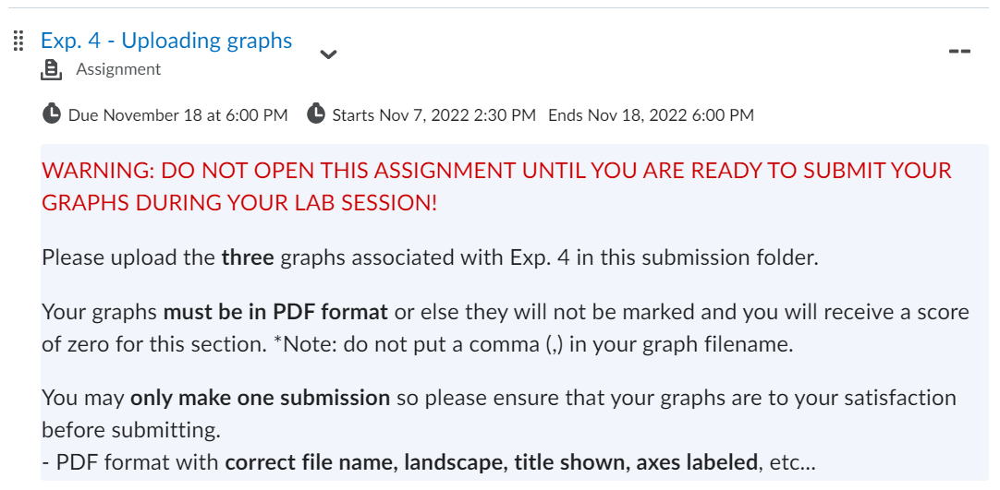 Exp. 4 - Uploading graphs
--
Assignment
Due November 18 at 6:00 PM Starts Nov 7, 2022 2:30 PM Ends Nov 18, 2022 6:00 PM
WARNING: DO NOT OPEN THIS ASSIGNMENT UNTIL YOU ARE READY TO SUBMIT YOUR
GRAPHS DURING YOUR LAB SESSION!
Please upload the three graphs associated with Exp. 4 in this submission folder.
Your graphs must be in PDF format or else they will not be marked and you will receive a score
of zero for this section. *Note: do not put a comma (,) in your graph filename.
You may only make one submission so please ensure that your graphs are to your satisfaction
before submitting.
- PDF format with correct file name, landscape, title shown, axes labeled, etc...